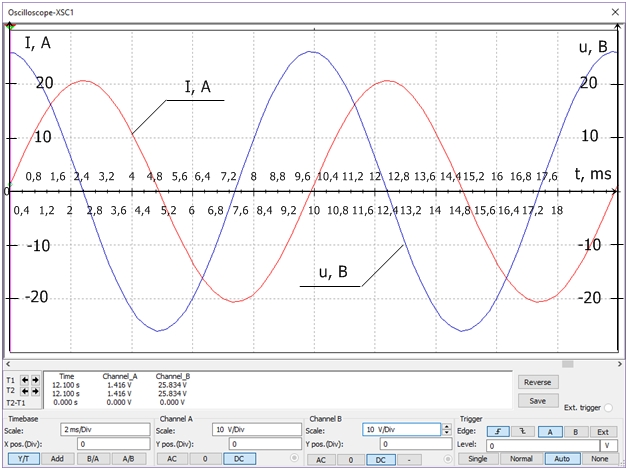 Oscilloscope-XSC1
I, A
u, B
20 20
I, A
10 10
0,8 1,6 2,4 3,2 4 4,8 5,6 6,4 7,2 8 8,8 9,6 10,4 11,2 12 12,8 13,6 14,4 15,2 16 16,8 17,6 t, ms
0
0,4 1,2 2 2,8 3,6 4,4 5,2 6 6,8 7,6 8,4 9,2 10 10,8 11,6 12,4 13,2 14 14,8 15,6 16,4 17,2 18
-10 -10
u, B
-20 -20
Time Channel_A Channel_B
T1 12.100 s 1.416 V 25.834 V
T2 12.100 s 1.416 V 25.834 V
T2-T1 0.000 s 0.000 V 0.000 V
Reverse
Save
Ext. trigger
Timebase Channel A Channel B Trigger
Scale: 2 ms/Div Scale: 10 V/Div Scale: 10 V/Div Edge: A B Ext
X pos.(Div): 0 Y pos.(Div): 0 Y pos.(Div): 0 Level: 0 V
Y/T Add B/A A/B AC 0 DC AC 0 DC - Single Normal Auto None